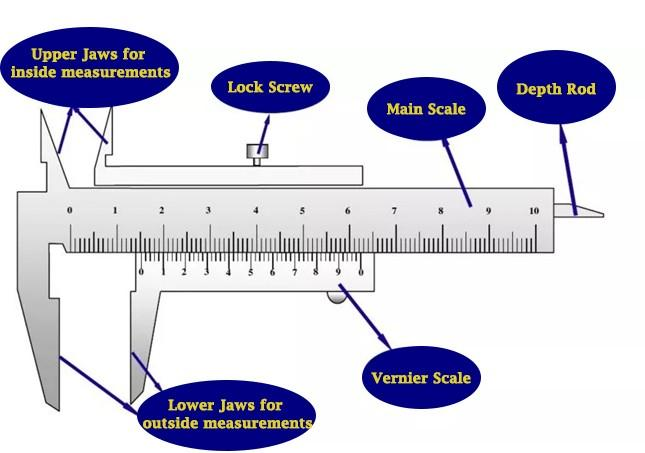 Upper Jaws for
inside measurements
Lock Screw
Main Scale
Depth Rod
0 1 2 3 4 5 6 7 8 9 10
0 1 2 3 4 5 6 7 8 9 0
Vernier Scale
Lower Jaws for
outside measurements